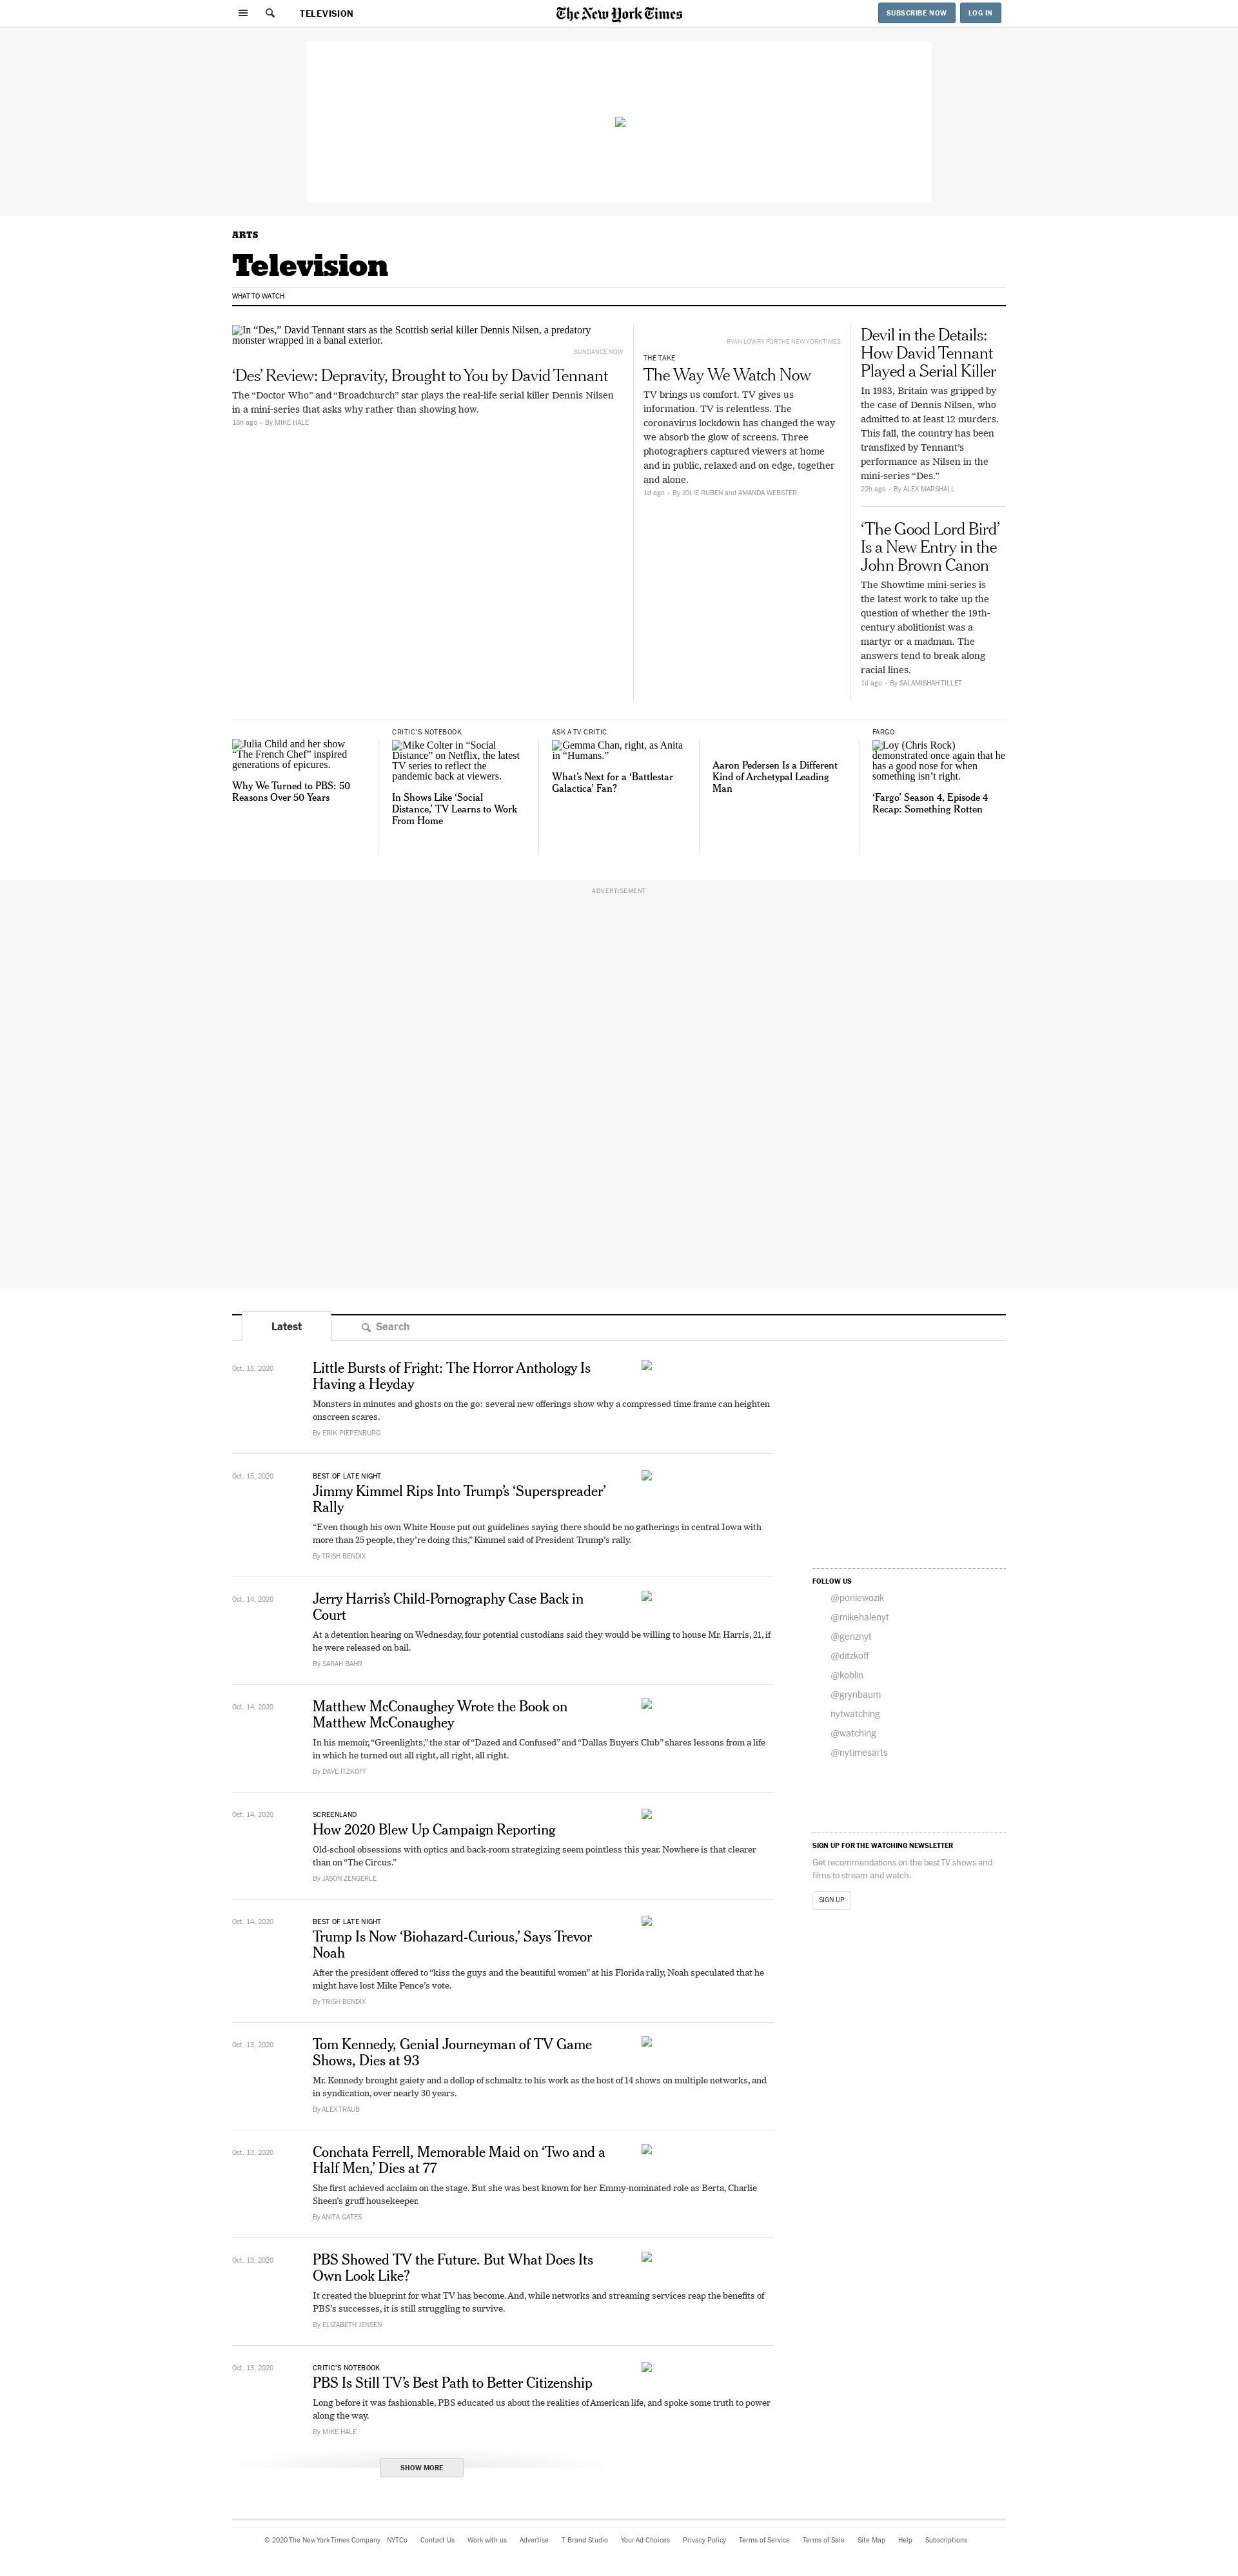 TELEVISION
The New York Times
SUBSCRIBE NOW
LOG IN
ARTS
Television
WHAT TO WATCH
In “Des,” David Tennant stars as the Scottish serial killer Dennis Nilsen, a predatory
monster wrapped in a banal exterior.
SUNDANCE NOW
‘Des’ Review: Depravity, Brought to You by David Tennant
The “Doctor Who” and “Broadchurch” star plays the real-life serial killer Dennis Nilsen
in a mini-series that asks why rather than showing how.
18h ago • By MIKE HALE
RYAN LOWRY FOR THE NEW YORK TIMES
THE TAKE
The Way We Watch Now
TV brings us comfort. TV gives us
information. TV is relentless. The
coronavirus lockdown has changed the way
we absorb the glow of screens. Three
photographers captured viewers at home
and in public, relaxed and on edge, together
and alone.
1d ago • By JOLIE RUBEN and AMANDA WEBSTER
Devil in the Details:
How David Tennant
Played a Serial Killer
In 1983, Britain was gripped by
the case of Dennis Nilsen, who
admitted to at least 12 murders.
This fall, the country has been
transfixed by Tennant’s
performance as Nilsen in the
mini-series “Des.”
22h ago • By ALEX MARSHALL
‘The Good Lord Bird’
Is a New Entry in the
John Brown Canon
The Showtime mini-series is
the latest work to take up the
question of whether the 19th-
century abolitionist was a
martyr or a madman. The
answers tend to break along
racial lines.
1d ago • By SALAMISHAH TILLET
Julia Child and her show
“The French Chef” inspired
generations of epicures.
Why We Turned to PBS: 50
Reasons Over 50 Years
CRITIC’S NOTEBOOK
Mike Colter in “Social
Distance” on Netflix, the latest
TV series to reflect the
pandemic back at viewers.
In Shows Like ‘Social
Distance,’ TV Learns to Work
From Home
ASK A TV CRITIC
Gemma Chan, right, as Anita
in “Humans.”
What’s Next for a ‘Battlestar
Galactica’ Fan?
Aaron Pedersen Is a Different
Kind of Archetypal Leading
Man
FARGO
Loy (Chris Rock)
demonstrated once again that he
has a good nose for when
something isn’t right.
‘Fargo’ Season 4, Episode 4
Recap: Something Rotten
ADVERTISEMENT
Latest
Search
Oct. 15, 2020
Little Bursts of Fright: The Horror Anthology Is
Having a Heyday
Monsters in minutes and ghosts on the go: several new offerings show why a compressed time frame can heighten
onscreen scares.
By ERIK PIEPENBURG
Oct. 15, 2020
BEST OF LATE NIGHT
Jimmy Kimmel Rips Into Trump’s ‘Superspreader’
Rally
“Even though his own White House put out guidelines saying there should be no gatherings in central Iowa with
more than 25 people, they’re doing this,” Kimmel said of President Trump’s rally.
By TRISH BENDIX
Oct. 14, 2020
Jerry Harris’s Child-Pornography Case Back in
Court
At a detention hearing on Wednesday, four potential custodians said they would be willing to house Mr. Harris, 21, if
he were released on bail.
By SARAH BAHR
Oct. 14, 2020
Matthew McConaughey Wrote the Book on
Matthew McConaughey
In his memoir, “Greenlights,” the star of “Dazed and Confused” and “Dallas Buyers Club” shares lessons from a life
in which he turned out all right, all right, all right.
By DAVE ITZKOFF
Oct. 14, 2020
SCREENLAND
How 2020 Blew Up Campaign Reporting
Old-school obsessions with optics and back-room strategizing seem pointless this year. Nowhere is that clearer
than on “The Circus.”
By JASON ZENGERLE
Oct. 14, 2020
BEST OF LATE NIGHT
Trump Is Now ‘Biohazard-Curious,’ Says Trevor
Noah
After the president offered to “kiss the guys and the beautiful women” at his Florida rally, Noah speculated that he
might have lost Mike Pence’s vote.
By TRISH BENDIX
Oct. 13, 2020
Tom Kennedy, Genial Journeyman of TV Game
Shows, Dies at 93
Mr. Kennedy brought gaiety and a dollop of schmaltz to his work as the host of 14 shows on multiple networks, and
in syndication, over nearly 30 years.
By ALEX TRAUB
Oct. 13, 2020
Conchata Ferrell, Memorable Maid on ‘Two and a
Half Men,’ Dies at 77
She first achieved acclaim on the stage. But she was best known for her Emmy-nominated role as Berta, Charlie
Sheen’s gruff housekeeper.
By ANITA GATES
Oct. 13, 2020
PBS Showed TV the Future. But What Does Its
Own Look Like?
It created the blueprint for what TV has become. And, while networks and streaming services reap the benefits of
PBS’s successes, it is still struggling to survive.
By ELIZABETH JENSEN
Oct. 13, 2020
CRITIC’S NOTEBOOK
PBS Is Still TV’s Best Path to Better Citizenship
Long before it was fashionable, PBS educated us about the realities of American life, and spoke some truth to power
along the way.
By MIKE HALE
SHOW MORE
FOLLOW US
@poniewozik
@mikehalenyt
@genznyt
@ditzkoff
@koblin
@grynbaum
nytwatching
@watching
@nytimesarts
SIGN UP FOR THE WATCHING NEWSLETTER
Get recommendations on the best TV shows and
films to stream and watch.
SIGN UP
© 2020 The New York Times Company NYTCo Contact Us Work with us Advertise T Brand Studio Your Ad Choices Privacy Policy Terms of Service Terms of Sale Site Map Help Subscriptions